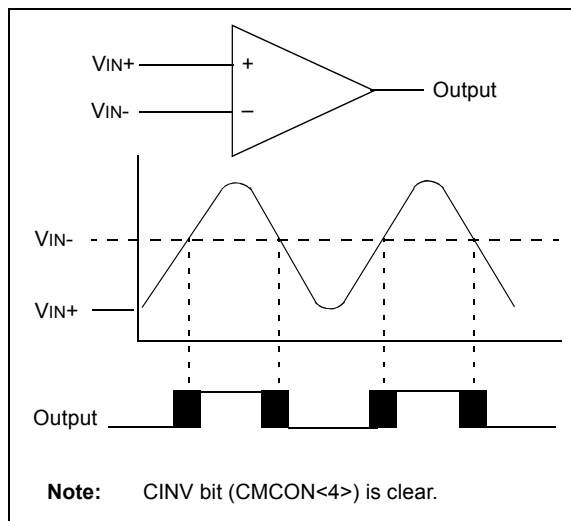 VIN+
+
Output
VIN-
–
VIN-
VIN+
Output
Note: CINV bit (CMCON<4>) is clear.